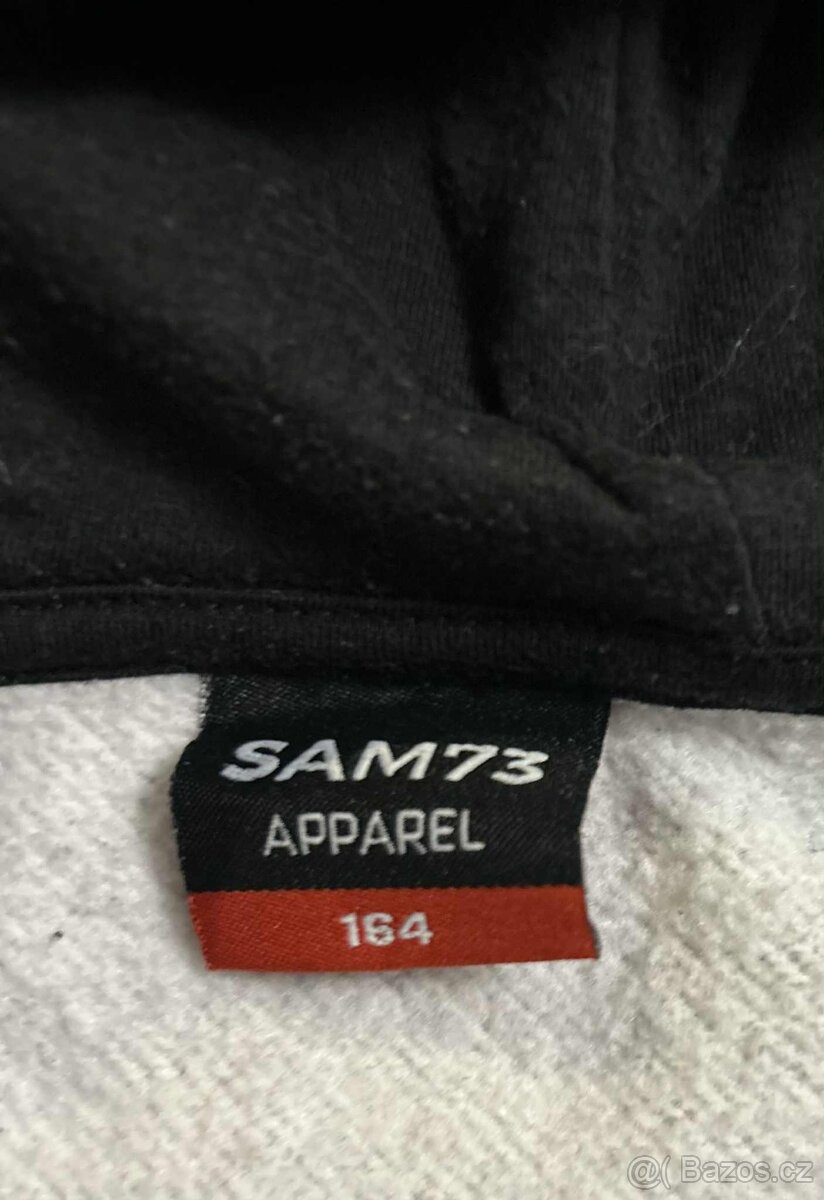 SAM73
APPAREL
164
@( Bazos.cz